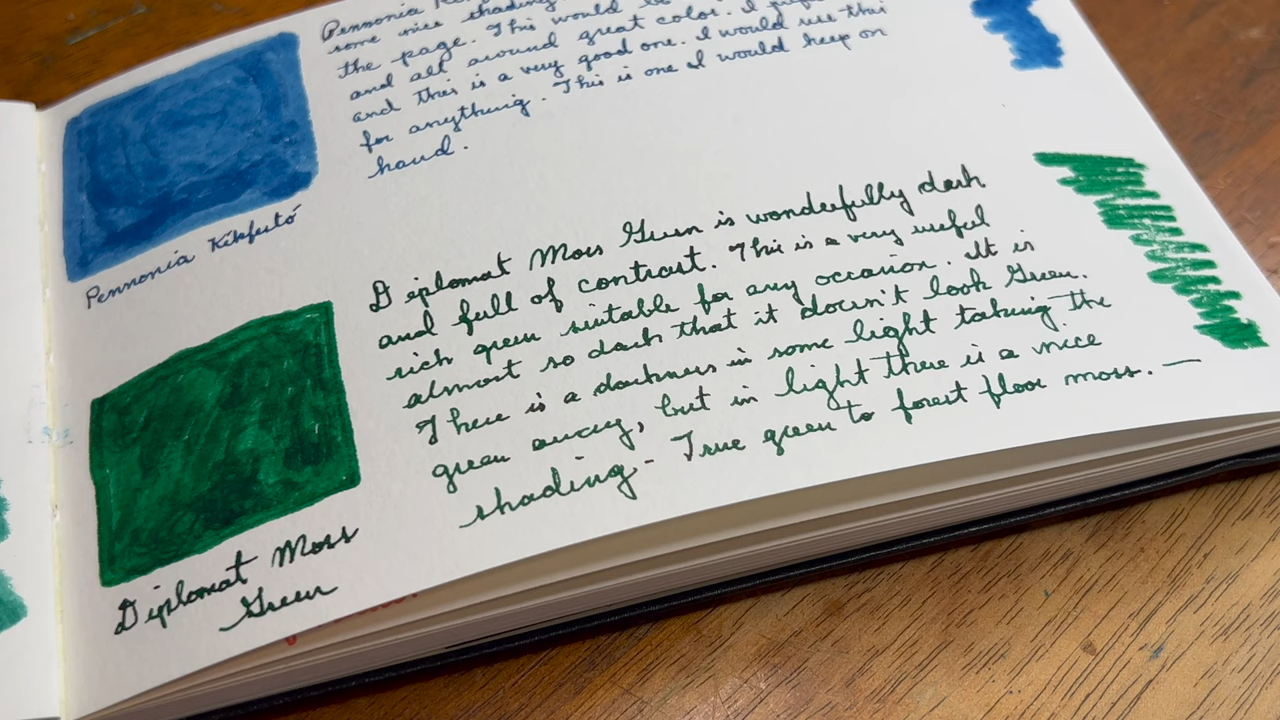 Pennonia
some nice shading
the page. This would
and all around great color. I
and this is a very good one. I would use this
for anything. This is one I would keep on
hand.
Pennonia Kékfestő
Diplomat Moss Green is wonderfully dark
and full of contrast. This is a very useful
rich green suitable for any occasion. It is
almost so dark that it doesn't look Green.
There is a darkness in some light taking the
green away, but in light there is a nice
shading. True green to forest floor moss.—
Diplomat Moss
Green